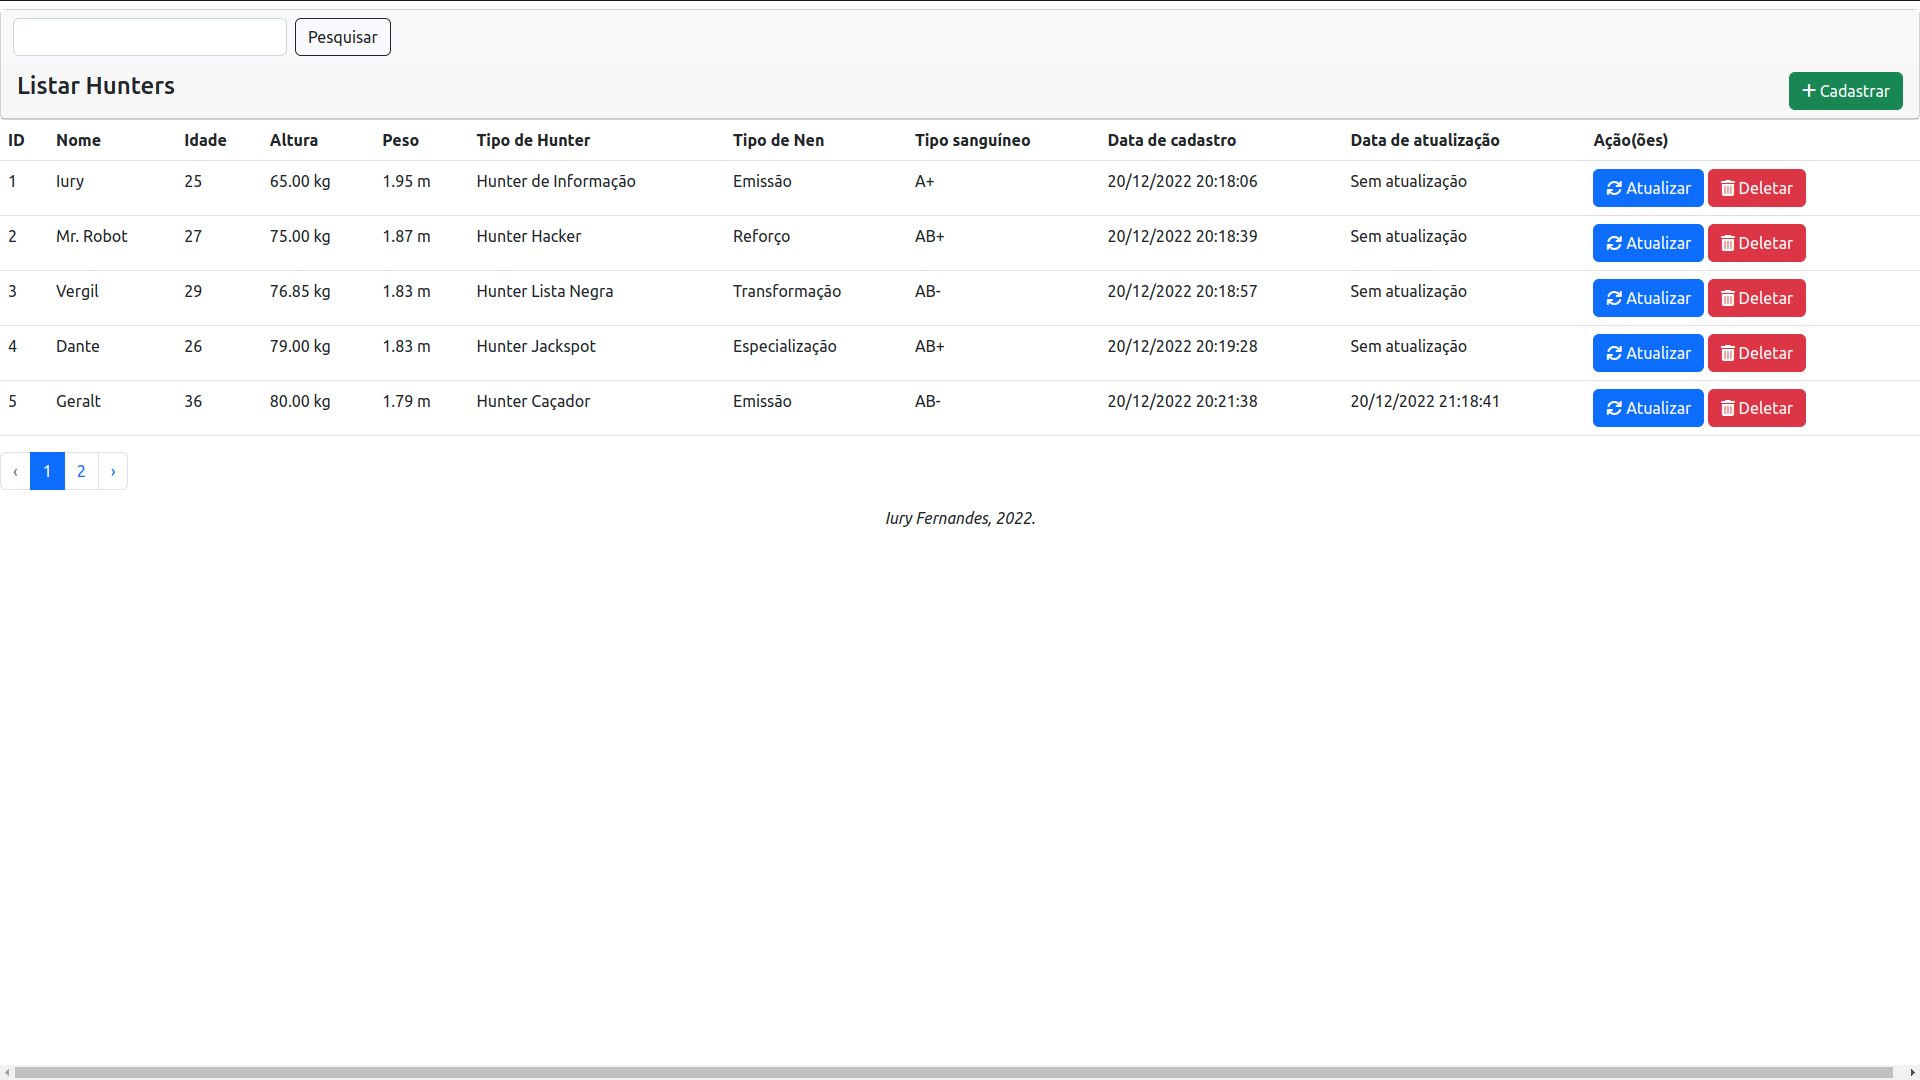 Pesquisar
Listar Hunters
Cadastrar
ID Nome Idade Altura Peso Tipo de Hunter Tipo de Nen Tipo sanguíneo Data de cadastro Data de atualização Ação(ões)
1 Iury 25 65.00 kg 1.95 m Hunter de Informação Emissão A+ 20/12/2022 20:18:06 Sem atualização Atualizar Deletar
2 Mr. Robot 27 75.00 kg 1.87 m Hunter Hacker Reforço AB+ 20/12/2022 20:18:39 Sem atualização Atualizar Deletar
3 Vergil 29 76.85 kg 1.83 m Hunter Lista Negra Transformação AB- 20/12/2022 20:18:57 Sem atualização Atualizar Deletar
4 Dante 26 79.00 kg 1.83 m Hunter Jackspot Especialização AB+ 20/12/2022 20:19:28 Sem atualização Atualizar Deletar
5 Geralt 36 80.00 kg 1.79 m Hunter Caçador Emissão AB- 20/12/2022 20:21:38 20/12/2022 21:18:41 Atualizar Deletar
‹ 1 2 ›
Iury Fernandes, 2022.